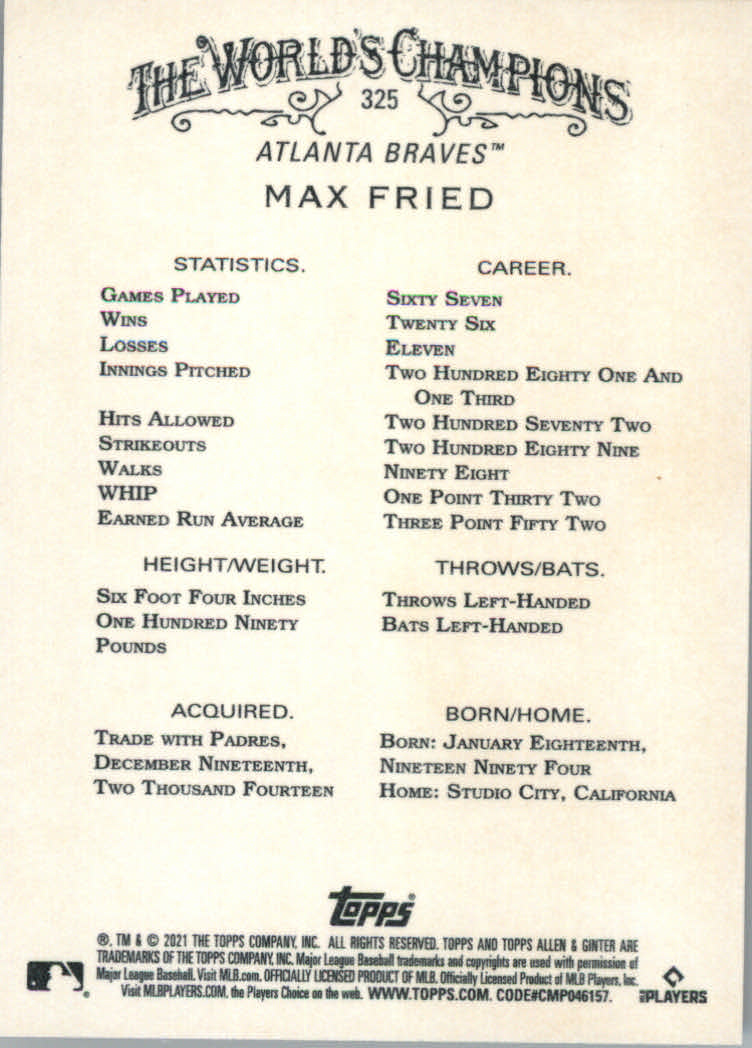 THE WORLD'S CHAMPIONS
325
ATLANTA BRAVES™
MAX FRIED
STATISTICS.
CAREER.
GAMES PLAYED
SIXTY SEVEN
WINS
TWENTY SIX
LOSSES
ELEVEN
INNINGS PITCHED
TWO HUNDRED EIGHTY ONE AND
ONE THIRD
HITS ALLOWED
TWO HUNDRED SEVENTY TWO
STRIKEOUTS
TWO HUNDRED EIGHTY NINE
WALKS
NINETY EIGHT
WHIP
ONE POINT THIRTY TWO
EARNED RUN AVERAGE
THREE POINT FIFTY TWO
HEIGHT/WEIGHT.
SIX FOOT FOUR INCHES
ONE HUNDRED NINETY
POUNDS
THROWS/BATS.
THROWS LEFT-HANDED
BATS LEFT-HANDED
ACQUIRED.
TRADE WITH PADRES,
DECEMBER NINETEENTH,
TWO THOUSAND FOURTEEN
BORN/HOME.
BORN: JANUARY EIGHTEENTH,
NINETEEN NINETY FOUR
HOME: STUDIO CITY, CALIFORNIA
topps®
®, TM & © 2021 THE TOPPS COMPANY, INC. ALL RIGHTS RESERVED. TOPPS AND TOPPS ALLEN & GINTER ARE
TRADEMARKS OF THE TOPPS COMPANY, INC. Major League Baseball trademarks and copyrights are used with permission of
Major League Baseball. Visit MLB.com. OFFICIALLY LICENSED PRODUCT OF MLB. Officially Licensed Product of MLB Players, Inc.
Visit MLBPLAYERS.COM, the Players Choice on the web. WWW.TOPPS.COM. CODE#CMP046157.
MLB PLAYERS